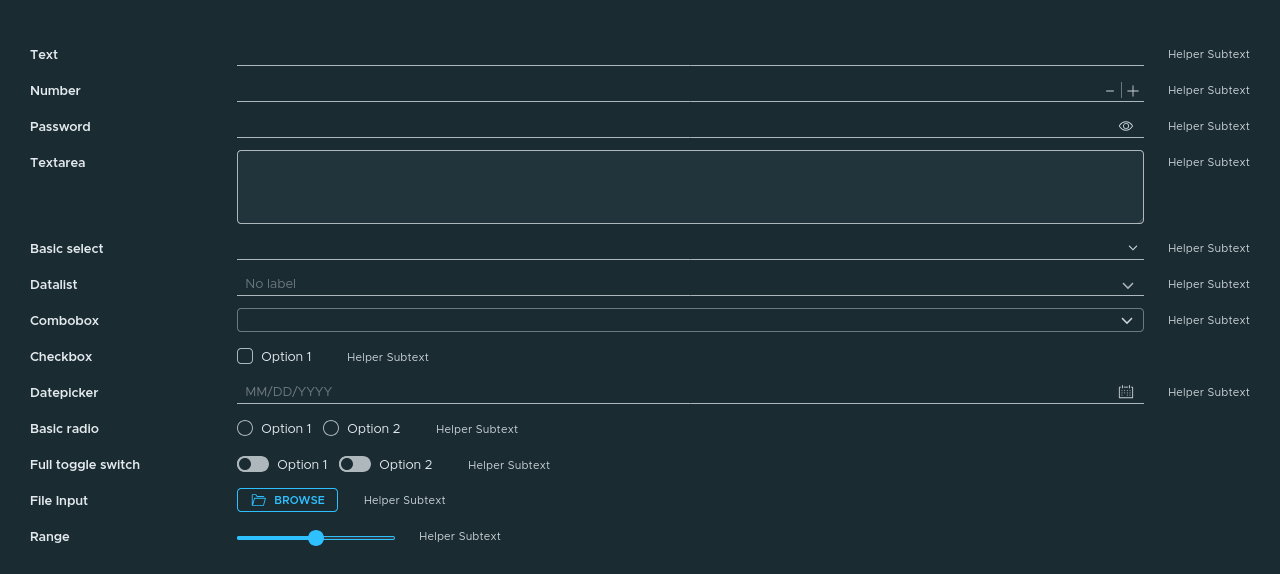 Text Helper Subtext
Number Helper Subtext
Password Helper Subtext
Textarea Helper Subtext
Basic select Helper Subtext
Datalist No label Helper Subtext
Combobox Helper Subtext
Checkbox Option 1 Helper Subtext
Datepicker MM/DD/YYYY Helper Subtext
Basic radio Option 1 Option 2 Helper Subtext
Full toggle switch Option 1 Option 2 Helper Subtext
File Input BROWSE Helper Subtext
Range Helper Subtext